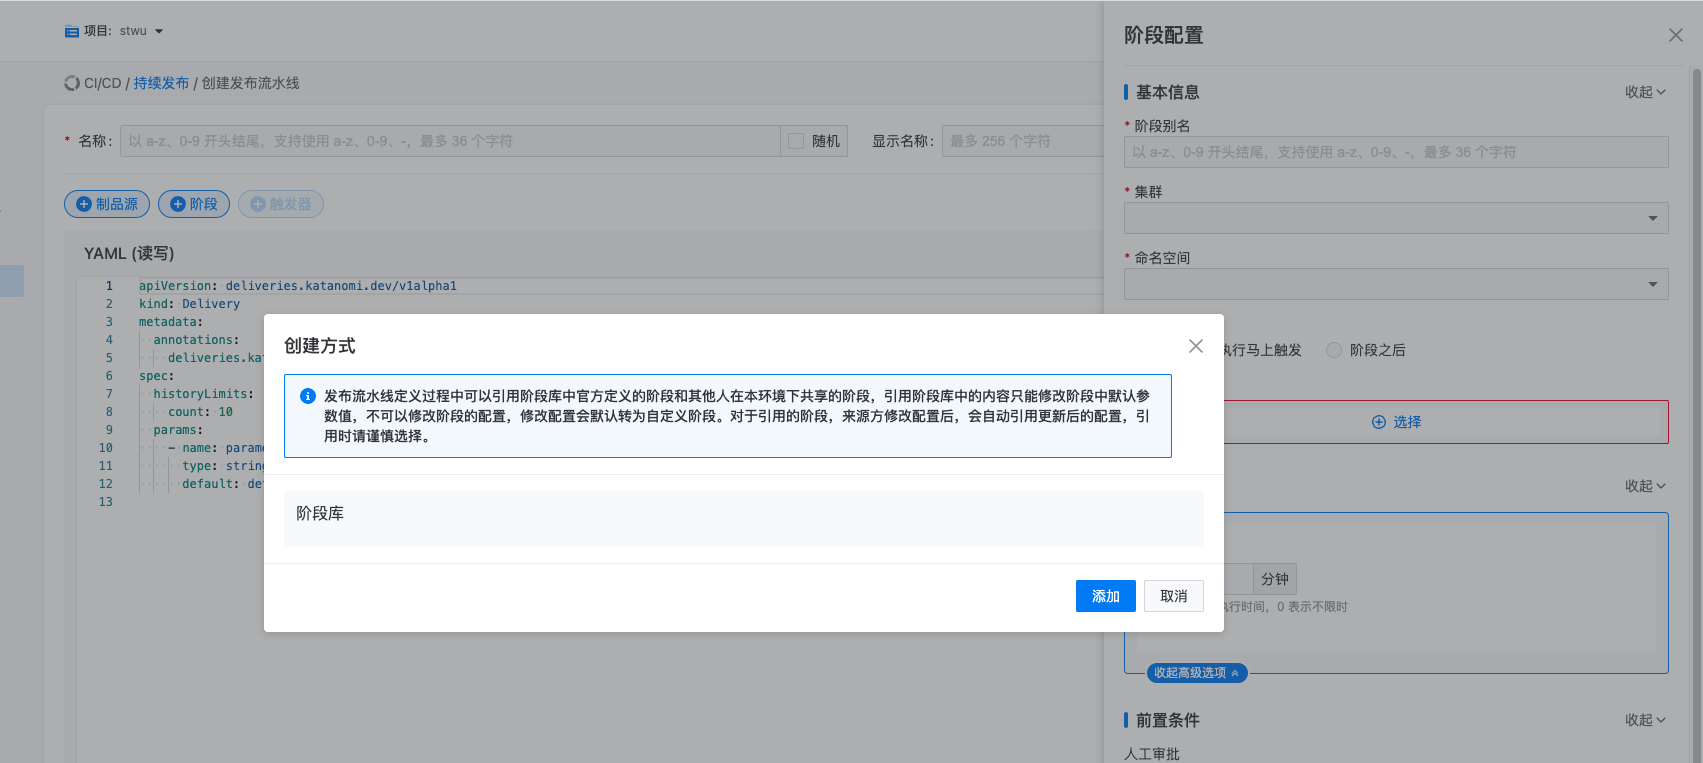 项目: stwu
CI/CD / 持续发布 / 创建发布流水线
* 名称: 以 a-z、0-9 开头结尾，支持使用 a-z、0-9、-，最多 36 个字符 随机 显示名称: 最多 256 个字符
制品源 阶段 触发器
YAML (读写)
1 apiVersion: deliveries.katanomi.dev/v1alpha1
2 kind: Delivery
3 metadata:
4 annotations:
5 deliveries.kat
6 spec:
7 historyLimits:
8 count: 10
9 params:
10 - name: parame
11 type: string
12 default: de
13
阶段配置
基本信息 收起
* 阶段别名
以 a-z、0-9 开头结尾，支持使用 a-z、0-9、-，最多 36 个字符
* 集群
* 命名空间
执行马上触发 阶段之后
选择
收起
分钟
执行时间，0 表示不限时
收起高级选项
前置条件 收起
人工审批
创建方式
发布流水线定义过程中可以引用阶段库中官方定义的阶段和其他人在本环境下共享的阶段，引用阶段库中的内容只能修改阶段中默认参
数值，不可以修改阶段的配置，修改配置会默认转为自定义阶段。对于引用的阶段，来源方修改配置后，会自动引用更新后的配置，引
用时请谨慎选择。
阶段库
添加 取消